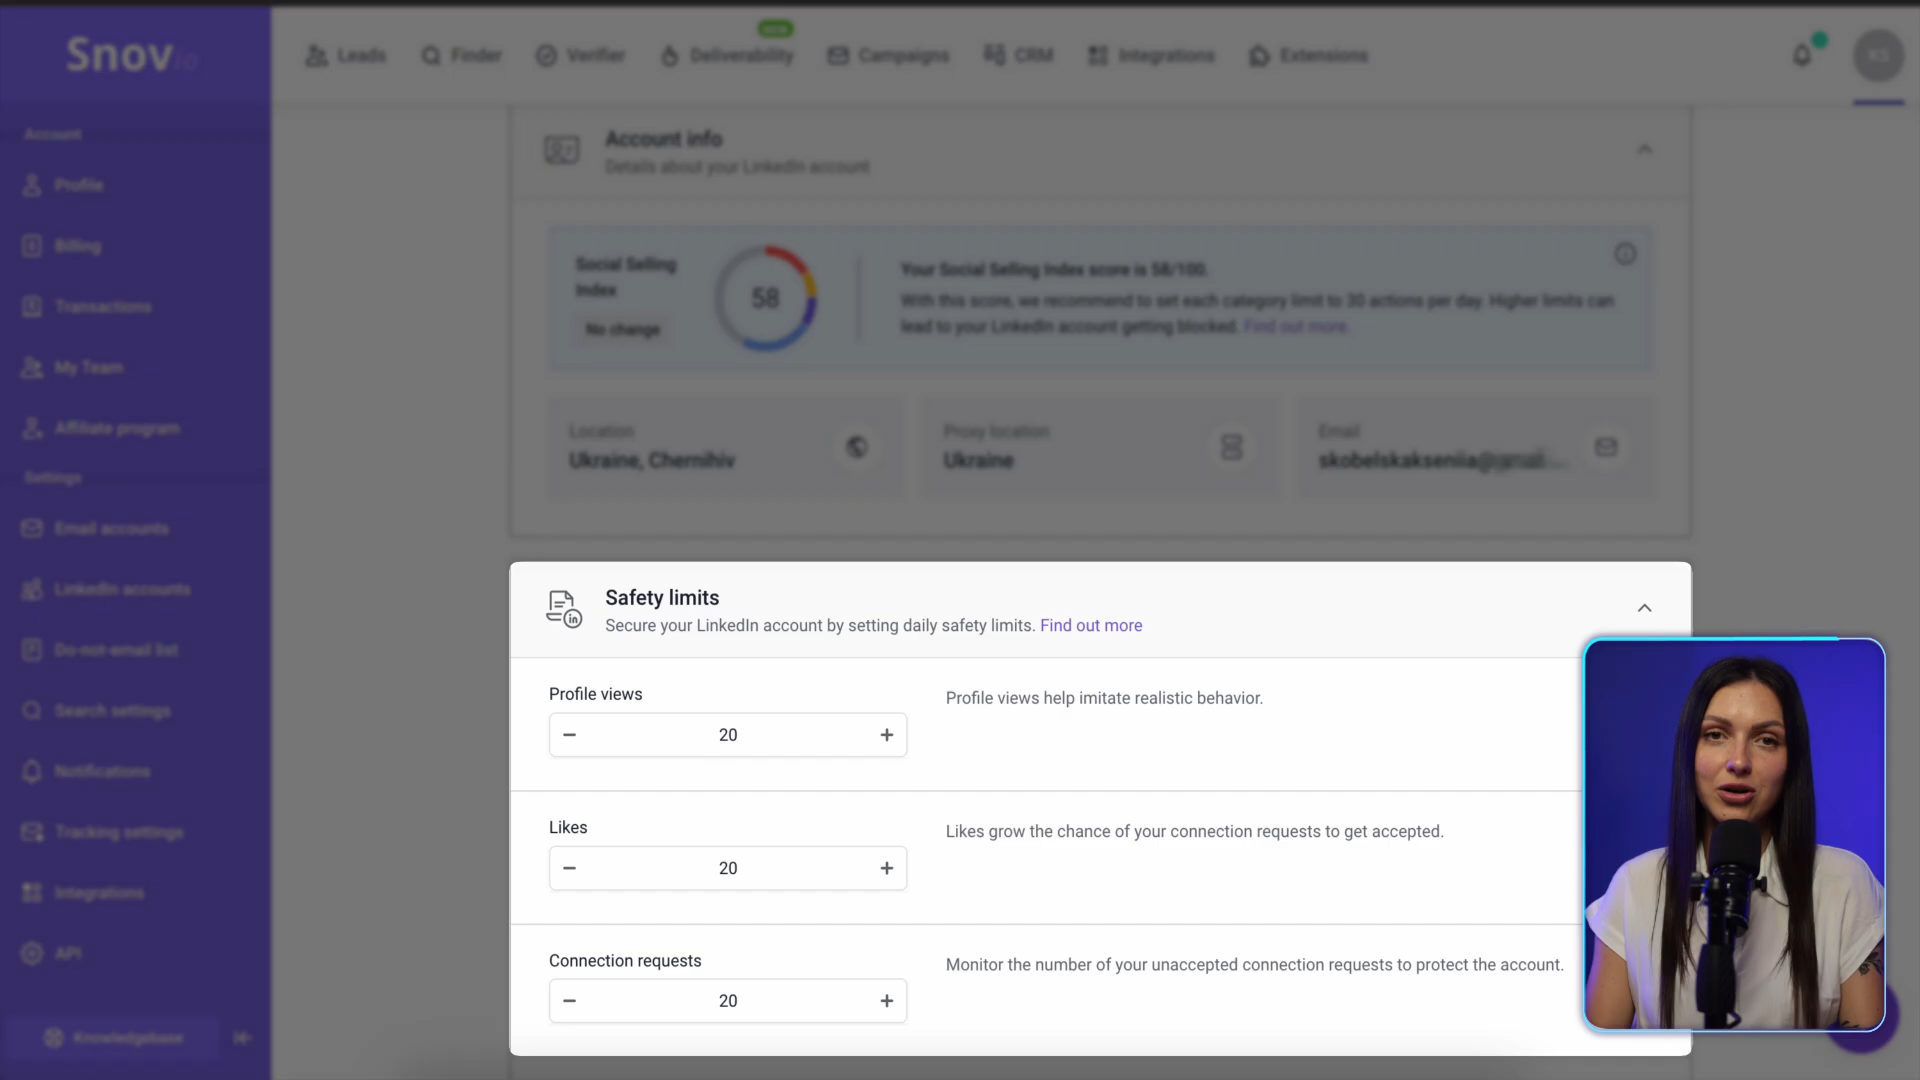 Snovio
Leads
Finder
Verifier
Deliverability
Campaigns
CRM
Integrations
Extensions
KS
Account
Profile
Billing
Transactions
My Team
Affiliate program
Settings
Email accounts
LinkedIn accounts
Do-not-email list
Search settings
Notifications
Tracking settings
Integrations
API
Knowledgebase
Account info
Details about your LinkedIn account
Social Selling
Index
No change
58
Your Social Selling Index score is 58/100.
With this score, we recommend to set each category limit to 30 actions per day. Higher limits can
lead to your LinkedIn account getting blocked. Find out more.
Location
Ukraine, Chernihiv
Proxy location
Ukraine
Email
skobelskakseniia@gmail...
Safety limits
Secure your LinkedIn account by setting daily safety limits. Find out more
Profile views
20
Profile views help imitate realistic behavior.
Likes
20
Likes grow the chance of your connection requests to get accepted.
Connection requests
20
Monitor the number of your unaccepted connection requests to protect the account.